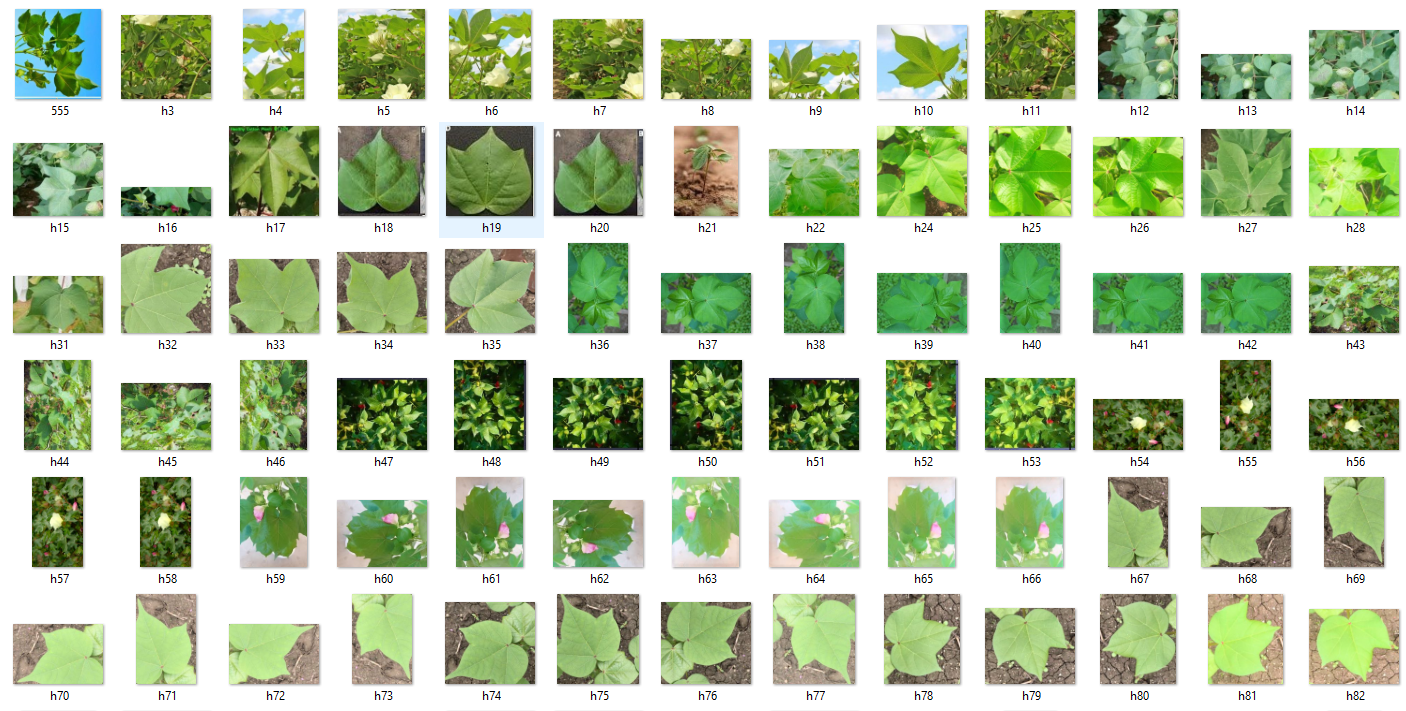 555 h3 h4 h5 h6 h7 h8 h9 h10 h11 h12 h13 h14
A
D
A
h15 h16 h17 h18 h19 h20 h21 h22 h24 h25 h26 h27 h28
h31 h32 h33 h34 h35 h36 h37 h38 h39 h40 h41 h42 h43
h44 h45 h46 h47 h48 h49 h50 h51 h52 h53 h54 h55 h56
h57 h58 h59 h60 h61 h62 h63 h64 h65 h66 h67 h68 h69
h70 h71 h72 h73 h74 h75 h76 h77 h78 h79 h80 h81 h82